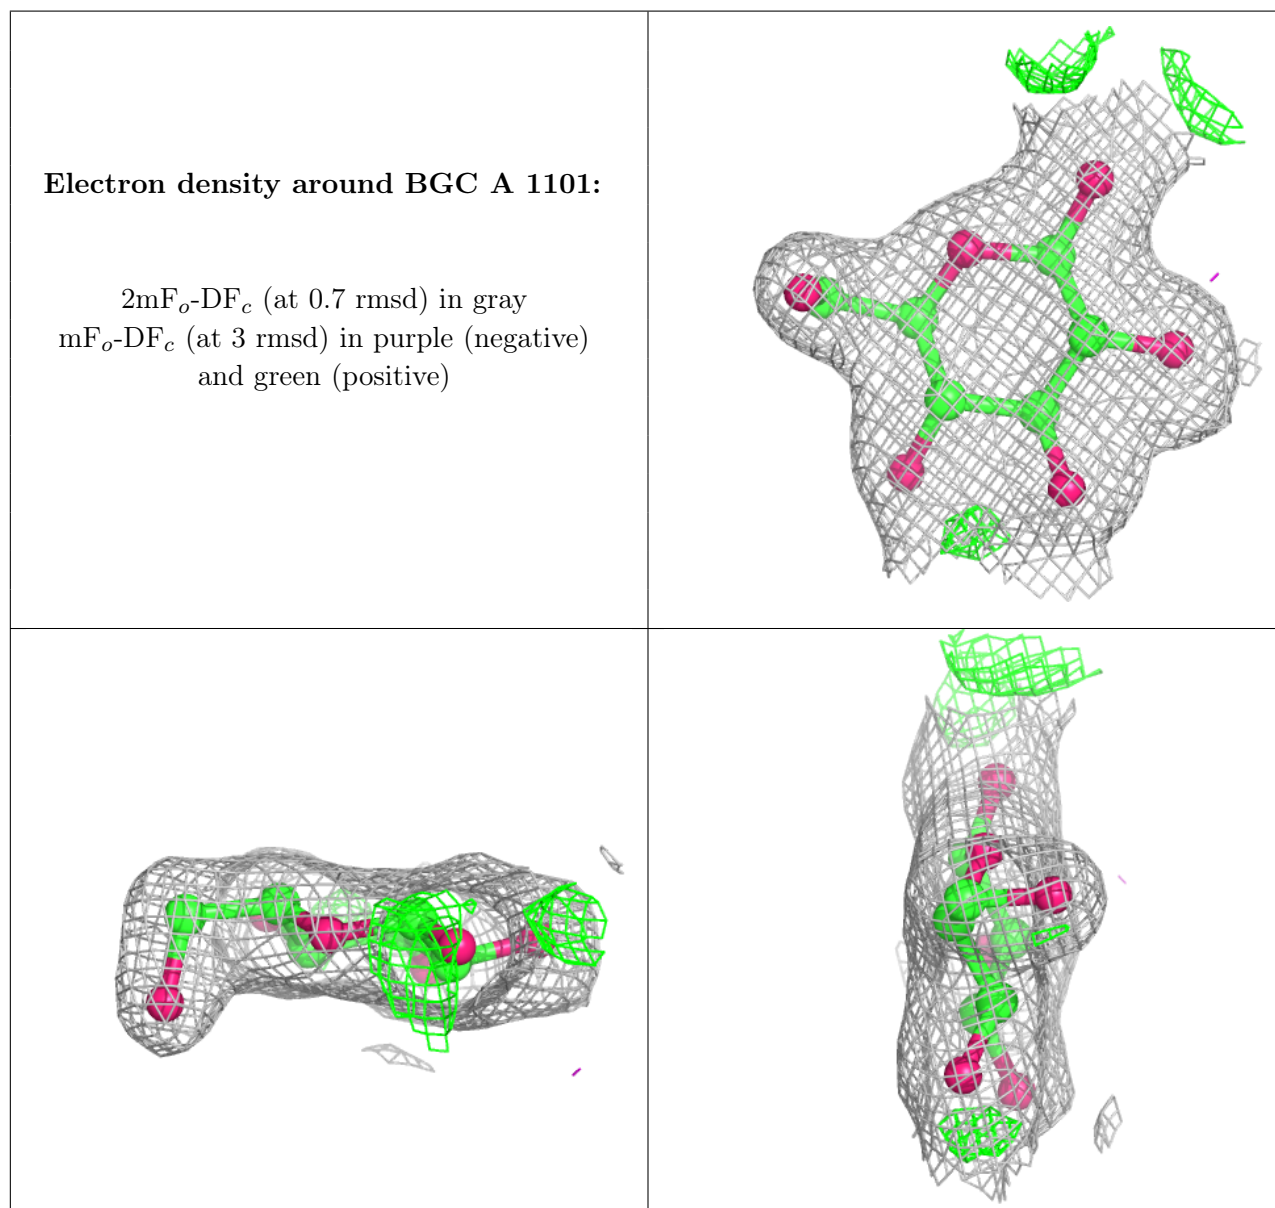 Electron density around BGC A 1101:
2mFo-DFc (at 0.7 rmsd) in gray
mFo-DFc (at 3 rmsd) in purple (negative)
and green (positive)